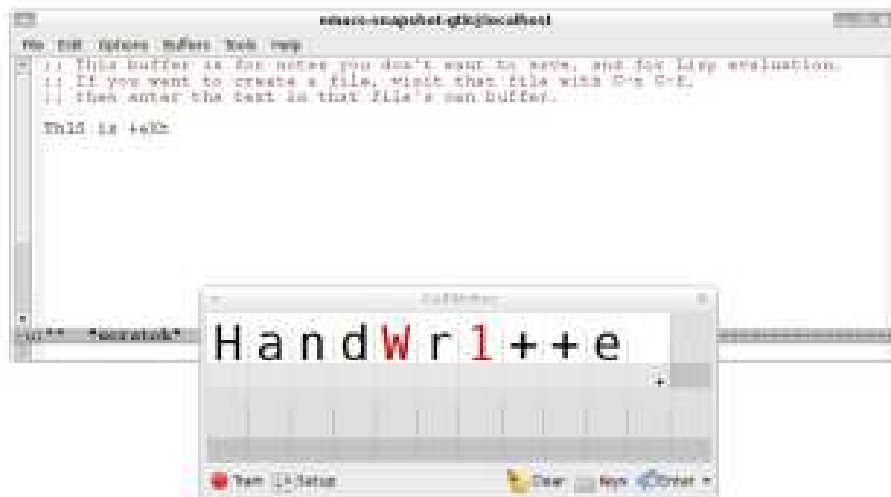 emacs-snapshot-gtk@localhost
File Edit Options Buffers Tools Help
;; This buffer is for notes you don't want to save, and for Lisp evaluation.
;; If you want to create a file, visit that file with C-x C-f,
;; then enter the text in that file's own buffer.
ThiS is +eXt
*scratch*
CellWriter
HandWr1++e
Train Setup Clear Keys Enter